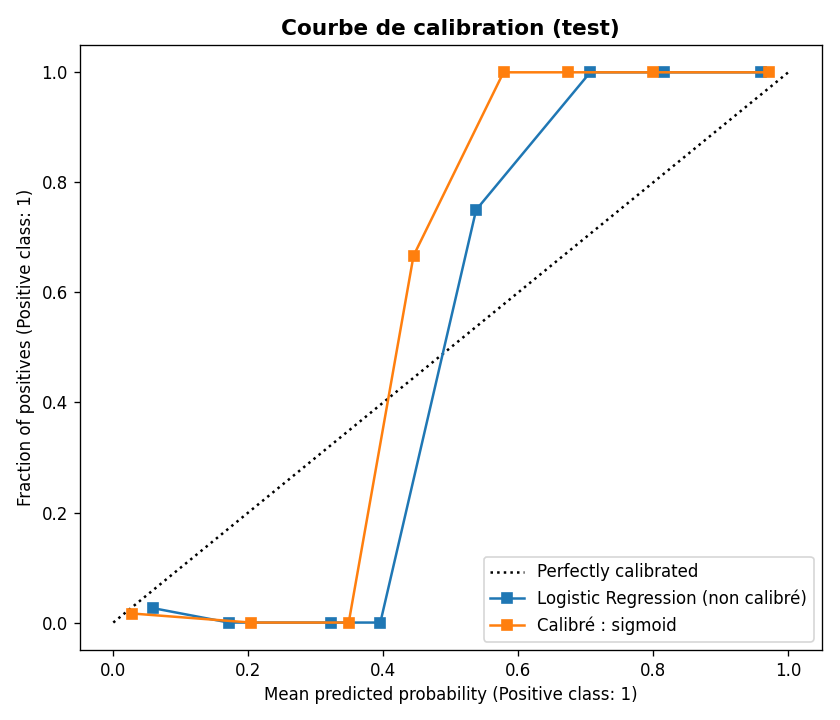 Courbe de calibration (test)
Fraction of positives (Positive class: 1)
1.0
0.8
0.6
0.4
0.2
0.0
Perfectly calibrated
Logistic Regression (non calibré)
Calibré : sigmoid
0.0 0.2 0.4 0.6 0.8 1.0
Mean predicted probability (Positive class: 1)